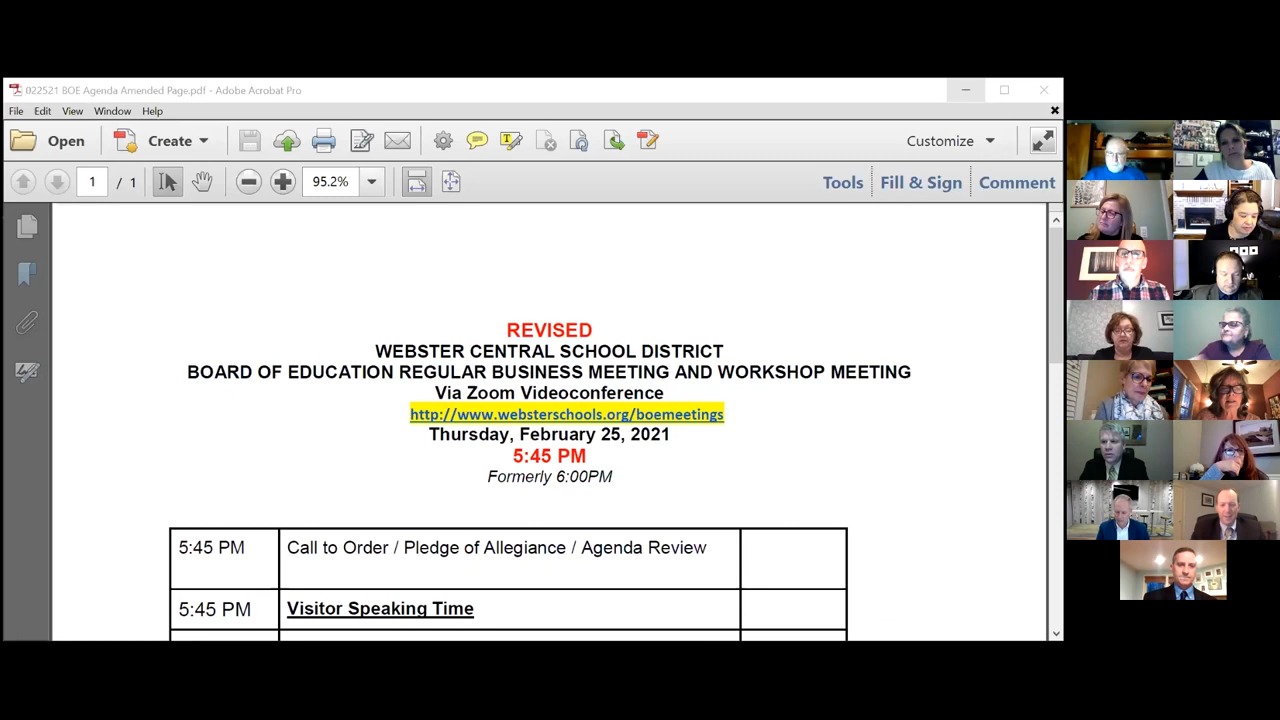 022521 BOE Agenda Amended Page.pdf - Adobe Acrobat Pro
File Edit View Window Help
Open Create Customize
1 / 1 95.2% Tools Fill & Sign Comment
REVISED
WEBSTER CENTRAL SCHOOL DISTRICT
BOARD OF EDUCATION REGULAR BUSINESS MEETING AND WORKSHOP MEETING
Via Zoom Videoconference
http://www.websterschools.org/boemeetings
Thursday, February 25, 2021
5:45 PM
Formerly 6:00PM
5:45 PM Call to Order / Pledge of Allegiance / Agenda Review
5:45 PM Visitor Speaking Time